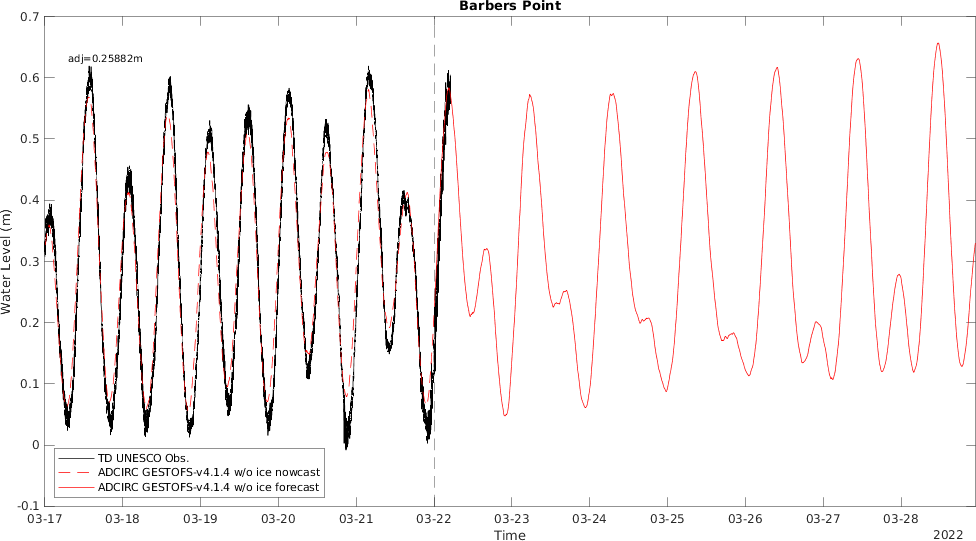 Barbers Point
adj=0.25882m
0.7
0.6
0.5
0.4
0.3
0.2
0.1
0
-0.1
Water Level (m)
TD UNESCO Obs.
ADCIRC GESTOFS-v4.1.4 w/o ice nowcast
ADCIRC GESTOFS-v4.1.4 w/o ice forecast
03-17 03-18 03-19 03-20 03-21 03-22 03-23 03-24 03-25 03-26 03-27 03-28
Time
2022